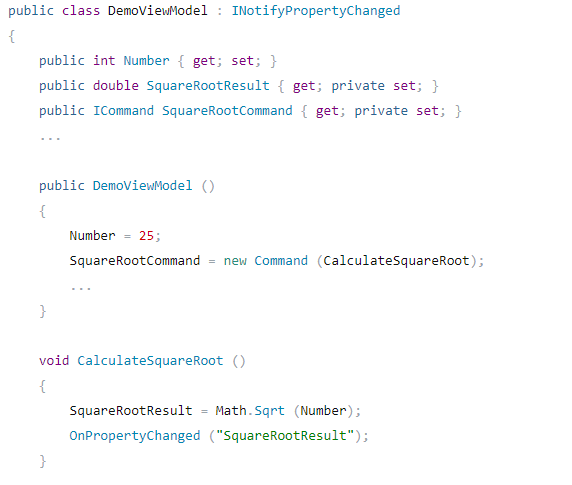 public class DemoViewModel : INotifyPropertyChanged
{
    public int Number { get; set; }
    public double SquareRootResult { get; private set; }
    public ICommand SquareRootCommand { get; private set; }
    ...

    public DemoViewModel ()
    {
        Number = 25;
        SquareRootCommand = new Command (CalculateSquareRoot);
        ...
    }

    void CalculateSquareRoot ()
    {
        SquareRootResult = Math.Sqrt (Number);
        OnPropertyChanged ("SquareRootResult");
    }